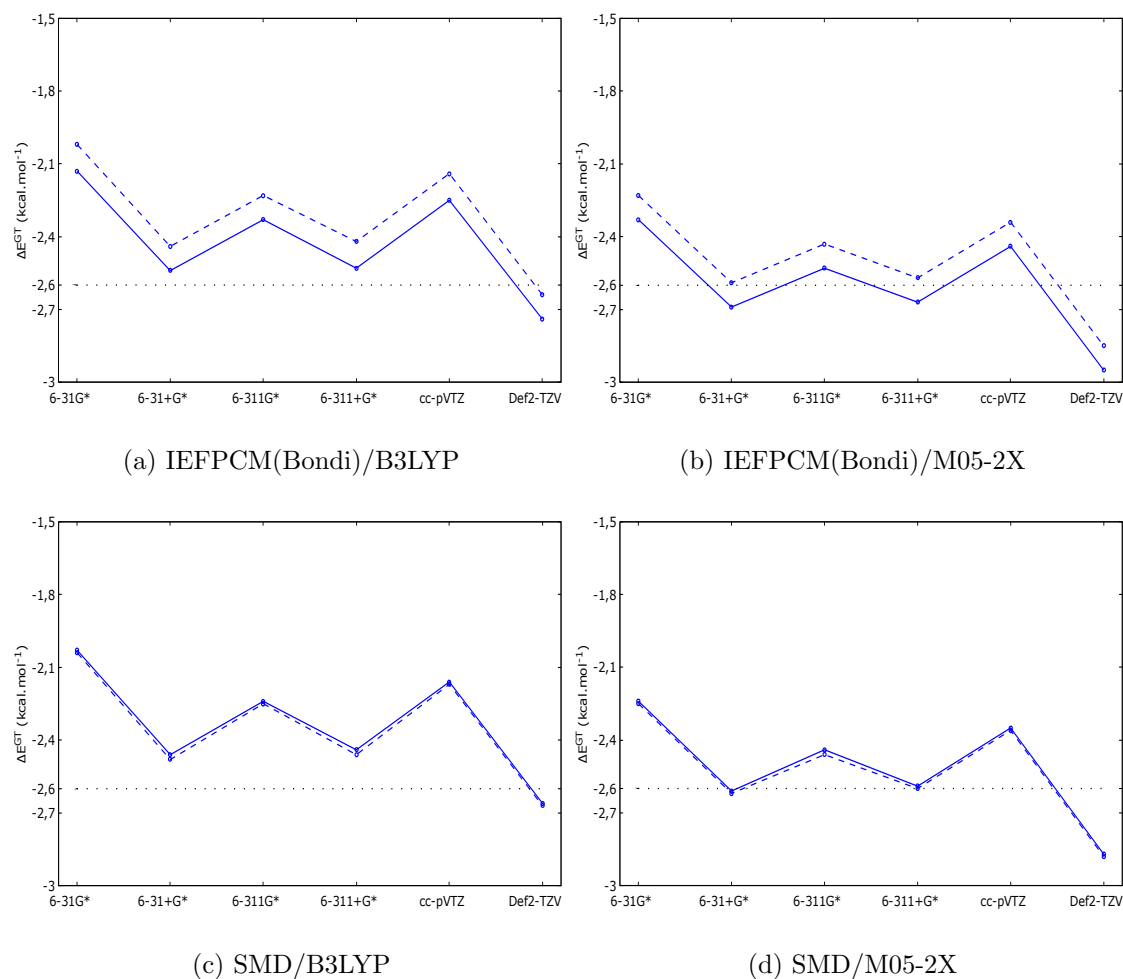 -1,5
-1,8
-2,1
-2,4
-2,6
-2,7
-3
ΔE^GT (kcal.mol⁻¹)
6-31G* 6-31+G* 6-311G* 6-311+G* cc-pVTZ Def2-TZV
(a) IEFPCM(Bondi)/B3LYP
-1,5
-1,8
-2,1
-2,4
-2,6
-2,7
-3
ΔE^GT (kcal.mol⁻¹)
6-31G* 6-31+G* 6-311G* 6-311+G* cc-pVTZ Def2-TZV
(b) IEFPCM(Bondi)/M05-2X
-1,5
-1,8
-2,1
-2,4
-2,6
-2,7
-3
ΔE^GT (kcal.mol⁻¹)
6-31G* 6-31+G* 6-311G* 6-311+G* cc-pVTZ Def2-TZV
(c) SMD/B3LYP
-1,5
-1,8
-2,1
-2,4
-2,6
-2,7
-3
ΔE^GT (kcal.mol⁻¹)
6-31G* 6-31+G* 6-311G* 6-311+G* cc-pVTZ Def2-TZV
(d) SMD/M05-2X